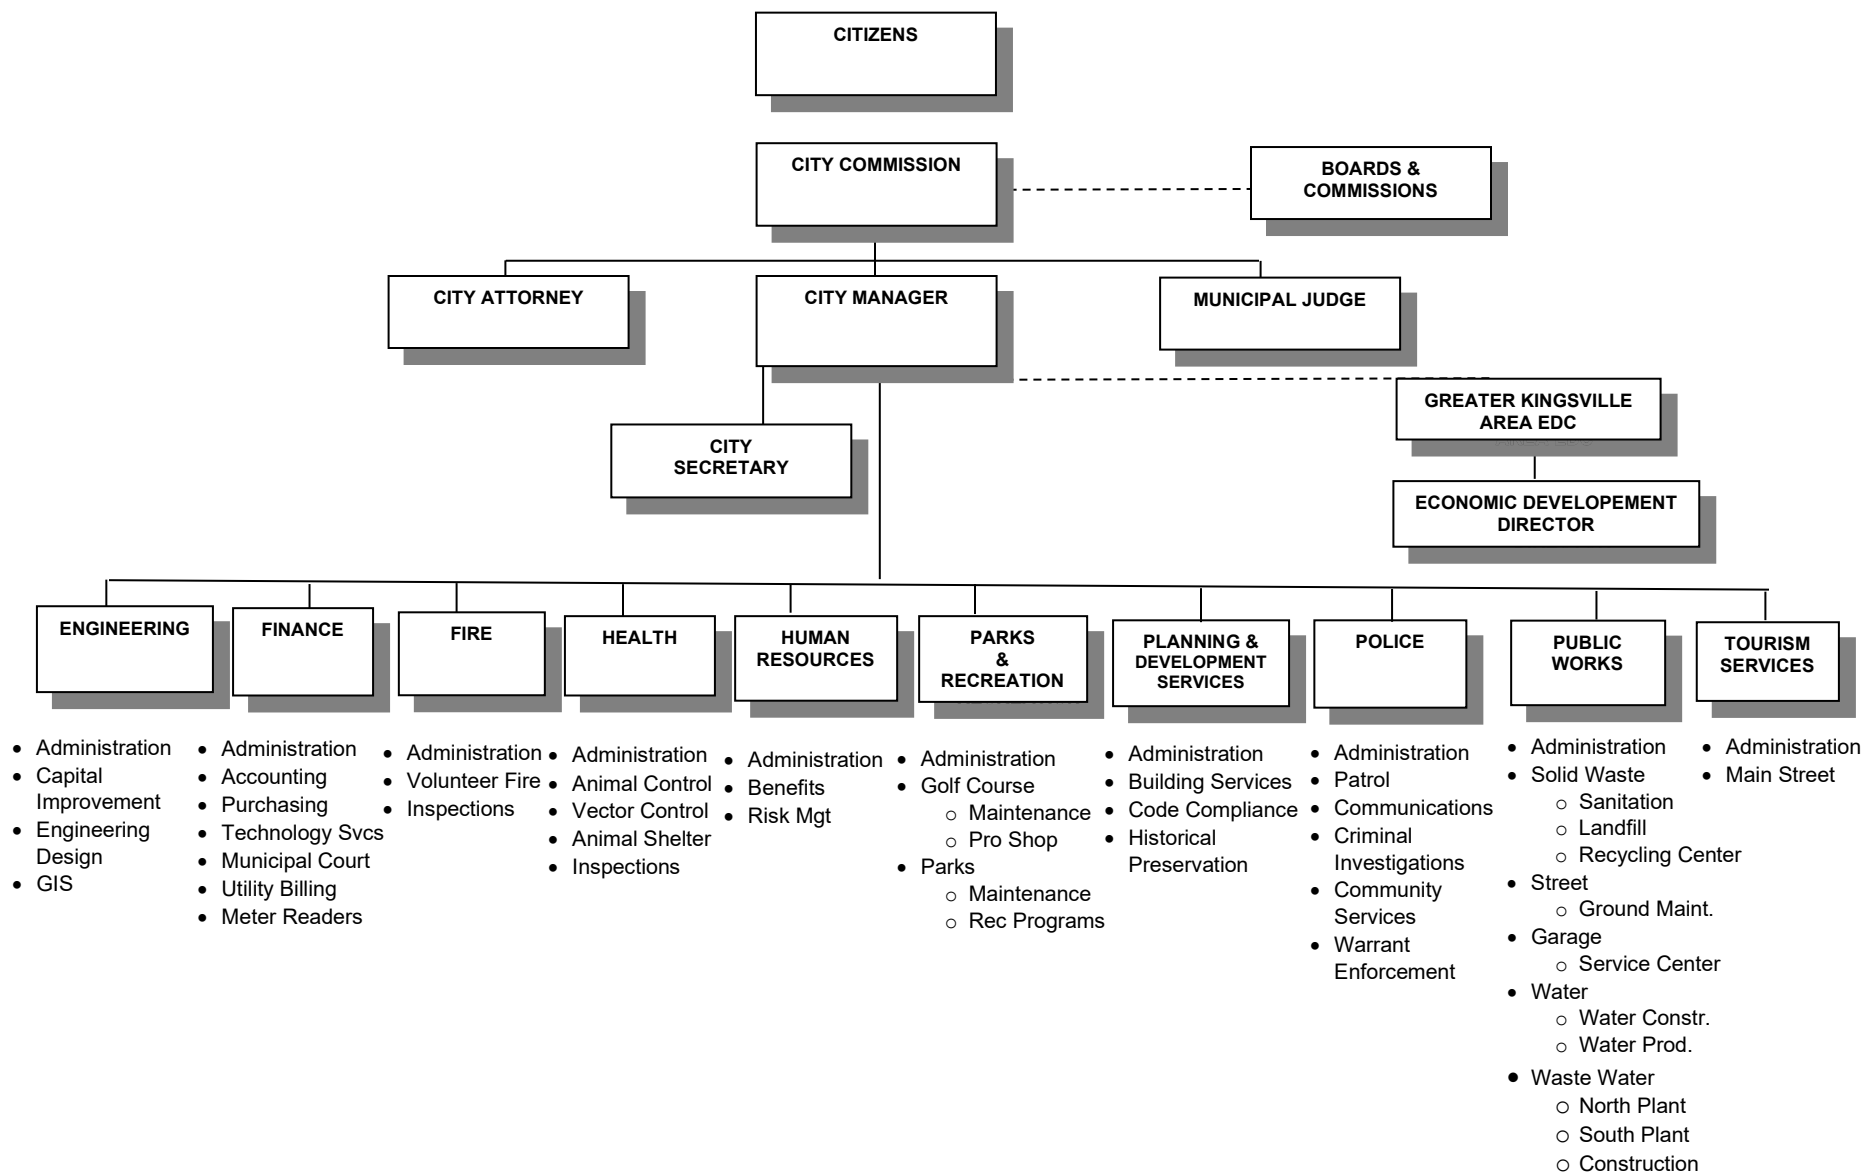 CITIZENS
CITY COMMISSION
BOARDS &
COMMISSIONS
CITY ATTORNEY
CITY MANAGER
MUNICIPAL JUDGE
GREATER KINGSVILLE
AREA EDC
CITY
SECRETARY
ECONOMIC DEVELOPEMENT
DIRECTOR
ENGINEERING
FINANCE
FIRE
HEALTH
HUMAN
RESOURCES
PARKS
&
RECREATION
PLANNING &
DEVELOPMENT
SERVICES
POLICE
PUBLIC
WORKS
TOURISM
SERVICES
• Administration
• Capital
Improvement
• Engineering
Design
• GIS
• Administration
• Accounting
• Purchasing
• Technology Svcs
• Municipal Court
• Utility Billing
• Meter Readers
• Administration
• Volunteer Fire
• Inspections
• Administration
• Animal Control
• Vector Control
• Animal Shelter
• Inspections
• Administration
• Benefits
• Risk Mgt
• Administration
• Golf Course
o Maintenance
o Pro Shop
• Parks
o Maintenance
o Rec Programs
• Administration
• Building Services
• Code Compliance
• Historical
Preservation
• Administration
• Patrol
• Communications
• Criminal
Investigations
• Community
Services
• Warrant
Enforcement
• Administration
• Solid Waste
o Sanitation
o Landfill
o Recycling Center
• Street
o Ground Maint.
• Garage
o Service Center
• Water
o Water Constr.
o Water Prod.
• Waste Water
o North Plant
o South Plant
o Construction
• Administration
• Main Street